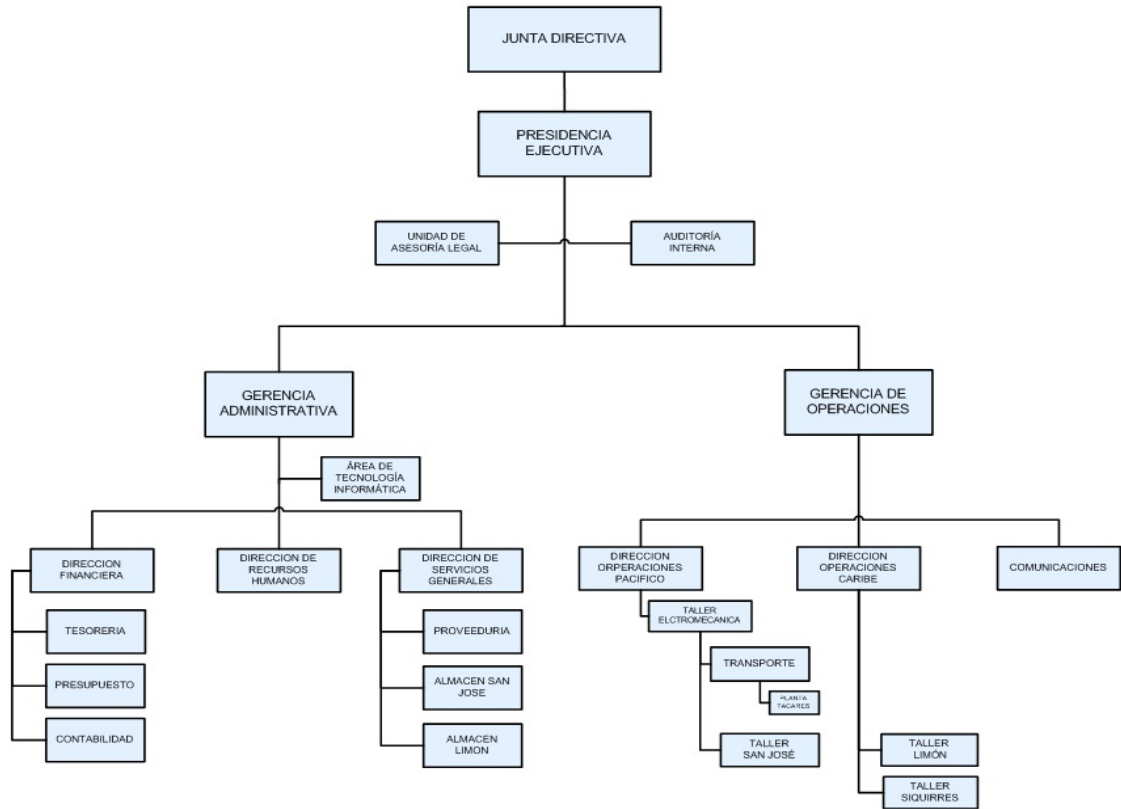 JUNTA DIRECTIVA
PRESIDENCIA
EJECUTIVA
UNIDAD DE
ASESORÍA LEGAL
AUDITORÍA
INTERNA
GERENCIA
ADMINISTRATIVA
GERENCIA DE
OPERACIONES
ÁREA DE
TECNOLOGÍA
INFORMÁTICA
DIRECCION
FINANCIERA
DIRECCION DE
RECURSOS
HUMANOS
DIRECCION DE
SERVICIOS
GENERALES
DIRECCION
ORPERACIONES
PACIFICO
DIRECCION
OPERACIONES
CARIBE
COMUNICACIONES
TESORERIA
PRESUPUESTO
CONTABILIDAD
PROVEEDURIA
ALMACEN SAN
JOSE
ALMACEN
LIMON
TALLER
ELCTROMECANICA
TRANSPORTE
PLANTA
TACARES
TALLER
SAN JOSÉ
TALLER
LIMÓN
TALLER
SIQUIRRES